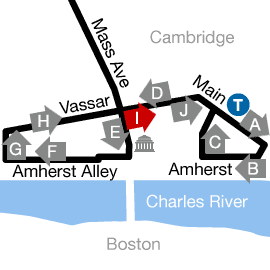 Cambridge
Mass Ave
Main
T
Vassar
D
I
J
A
H
E
C
G
F
B
Amherst Alley
Amherst
Charles River
Boston